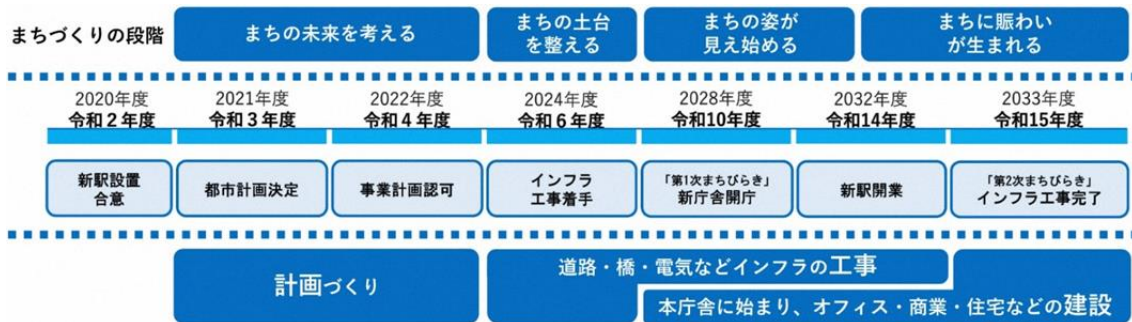 まちづくりの段階
まちの未来を考える
まちの土台
を整える
まちの姿が
見え始める
まちに賑わい
が生まれる
2020年度
令和2年度
2021年度
令和3年度
2022年度
令和4年度
2024年度
令和6年度
2028年度
令和10年度
2032年度
令和14年度
2033年度
令和15年度
新駅設置
合意
都市計画決定
事業計画認可
インフラ
工事着手
「第1次まちびらき」
新庁舎開庁
新駅開業
「第2次まちびらき」
インフラ工事完了
計画づくり
道路・橋・電気などインフラの工事
本庁舎に始まり、オフィス・商業・住宅などの建設